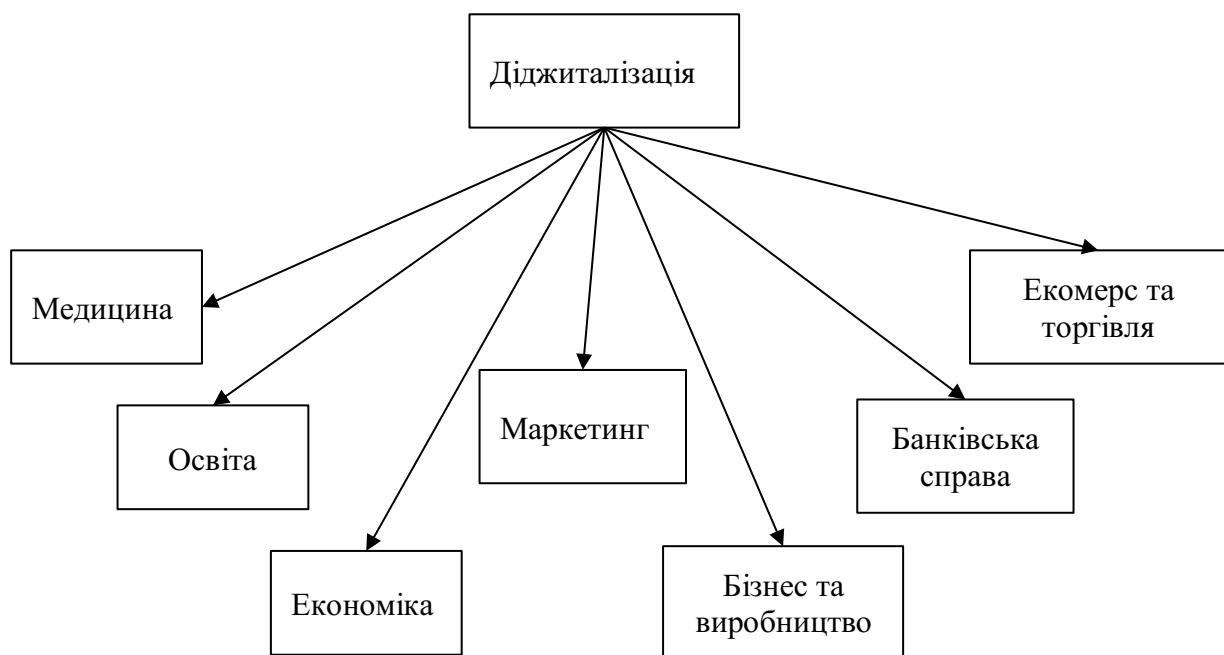 Діджиталізація
Медицина
Екомерс та
торгівля
Освіта
Маркетинг
Банківська
справа
Економіка
Бізнес та
виробництво